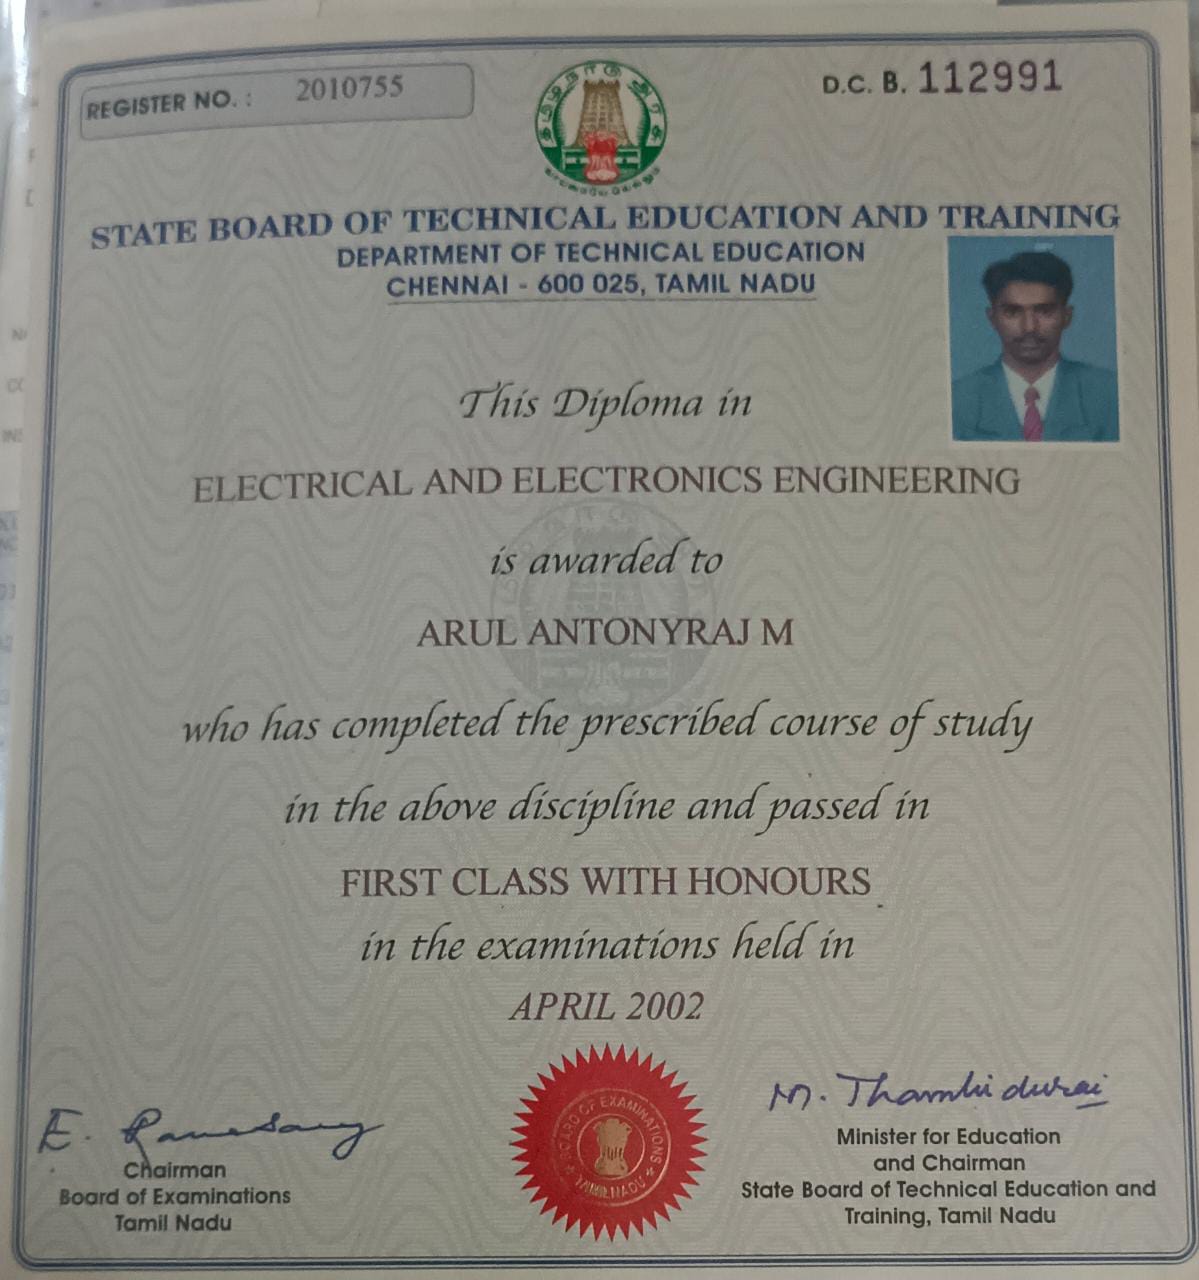 REGISTER NO. : 2010755
D.C. B. 112991
தமிழ்நாடு அரசு
வாய்மையே வெல்லும்
STATE BOARD OF TECHNICAL EDUCATION AND TRAINING
DEPARTMENT OF TECHNICAL EDUCATION
CHENNAI - 600 025, TAMIL NADU
This Diploma in
ELECTRICAL AND ELECTRONICS ENGINEERING
is awarded to
ARUL ANTONYRAJ M
who has completed the prescribed course of study
in the above discipline and passed in
FIRST CLASS WITH HONOURS
in the examinations held in
APRIL 2002
E.
Chairman
Board of Examinations
Tamil Nadu
BOARD OF EXAMINATIONS
TAMILNADU
M. Thambidurai
Minister for Education
and Chairman
State Board of Technical Education and
Training, Tamil Nadu